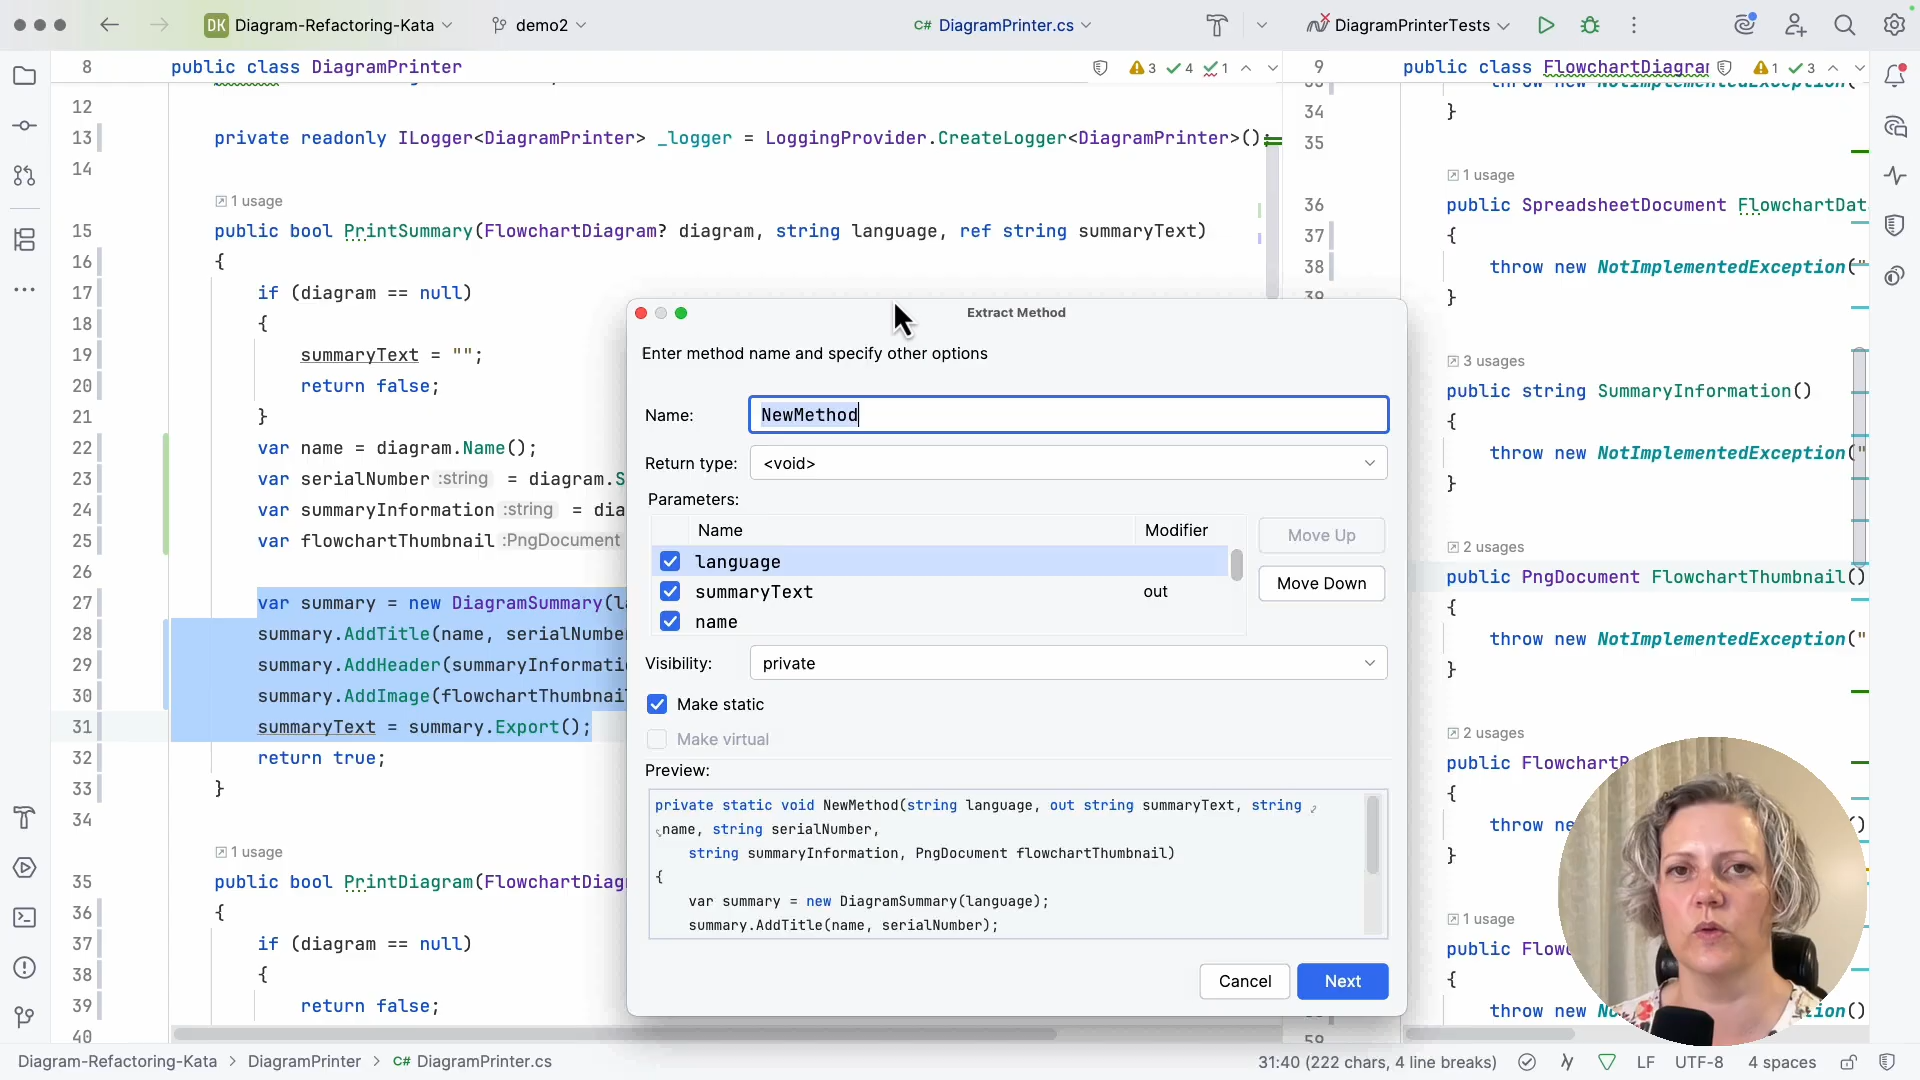 DK Diagram-Refactoring-Kata
demo2
C# DiagramPrinter.cs
DiagramPrinterTests
8 public class DiagramPrinter
3 4 1
12
13 private readonly ILogger<DiagramPrinter> _logger = LoggingProvider.CreateLogger<DiagramPrinter>();
14
1 usage
15 public bool PrintSummary(FlowchartDiagram? diagram, string language, ref string summaryText)
16 {
17 if (diagram == null)
18 {
19 summaryText = "";
20 return false;
21 }
22 var name = diagram.Name();
23 var serialNumber :string = diagram.S
24 var summaryInformation :string = dia
25 var flowchartThumbnail :PngDocument
26
27 var summary = new DiagramSummary(la
28 summary.AddTitle(name, serialNumber
29 summary.AddHeader(summaryInformati
30 summary.AddImage(flowchartThumbnail
31 summaryText = summary.Export();
32 return true;
33 }
34
1 usage
35 public bool PrintDiagram(FlowchartDiag
36 {
37 if (diagram == null)
38 {
39 return false;
40
Extract Method
Enter method name and specify other options
Name: NewMethod
Return type: <void>
Parameters:
Name Modifier
language
summaryText out
name
Move Up
Move Down
Visibility: private
Make static
Make virtual
Preview:
private static void NewMethod(string language, out string summaryText, string
name, string serialNumber,
string summaryInformation, PngDocument flowchartThumbnail)
{
var summary = new DiagramSummary(language);
summary.AddTitle(name, serialNumber);
Cancel Next
9 public class FlowchartDiagra
1 3
34 }
35
1 usage
36 public SpreadsheetDocument FlowchartDat
37 {
38 throw new NotImplementedException("
}
3 usages
public string SummaryInformation()
{
throw new NotImplementedException("
}
2 usages
public PngDocument FlowchartThumbnail()
{
throw new NotImplementedException("
}
2 usages
public FlowchartR
{
throw ne
}
1 usage
public Flow
{
throw
Diagram-Refactoring-Kata > DiagramPrinter > C# DiagramPrinter.cs
31:40 (222 chars, 4 line breaks) LF UTF-8 4 spaces